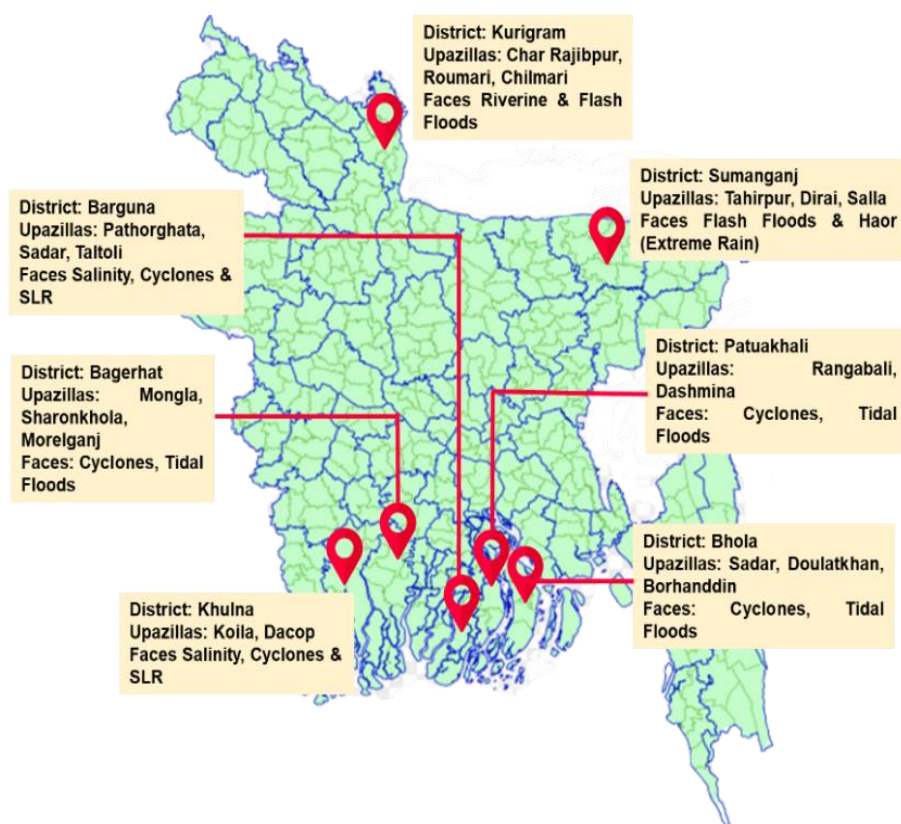 District: Kurigram
Upazillas: Char Rajibpur,
Roumari, Chilmari
Faces Riverine & Flash
Floods
District: Sumanganj
Upazillas: Tahirpur, Dirai, Salla
Faces Flash Floods & Haor
(Extreme Rain)
District: Barguna
Upazillas: Pathorghata,
Sadar, Taltoli
Faces Salinity, Cyclones &
SLR
District: Patuakhali
Upazillas: Rangabali,
Dashmina
Faces: Cyclones, Tidal
Floods
District: Bagerhat
Upazillas: Mongla,
Sharonkhola,
Morelganj
Faces: Cyclones, Tidal
Floods
District: Bhola
Upazillas: Sadar, Doulatkhan,
Borhanddin
Faces: Cyclones, Tidal
Floods
District: Khulna
Upazillas: Koila, Dacop
Faces Salinity, Cyclones &
SLR